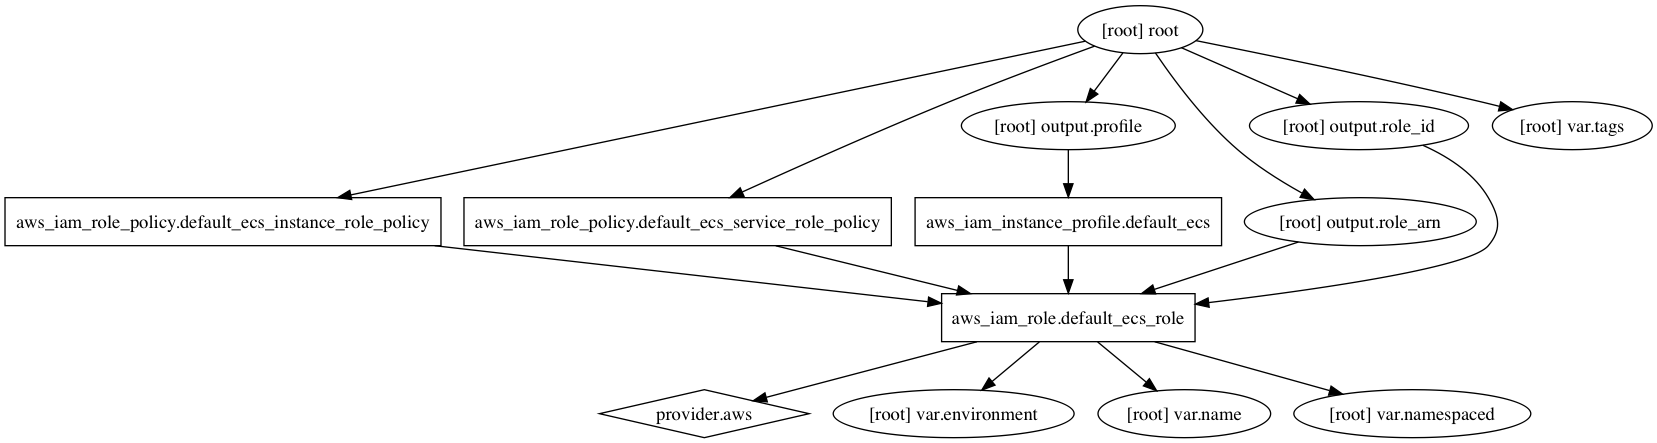 [root] root
[root] output.profile
[root] output.role_id
[root] var.tags
aws_iam_role_policy.default_ecs_instance_role_policy
aws_iam_role_policy.default_ecs_service_role_policy
aws_iam_instance_profile.default_ecs
[root] output.role_arn
aws_iam_role.default_ecs_role
provider.aws
[root] var.environment
[root] var.name
[root] var.namespaced